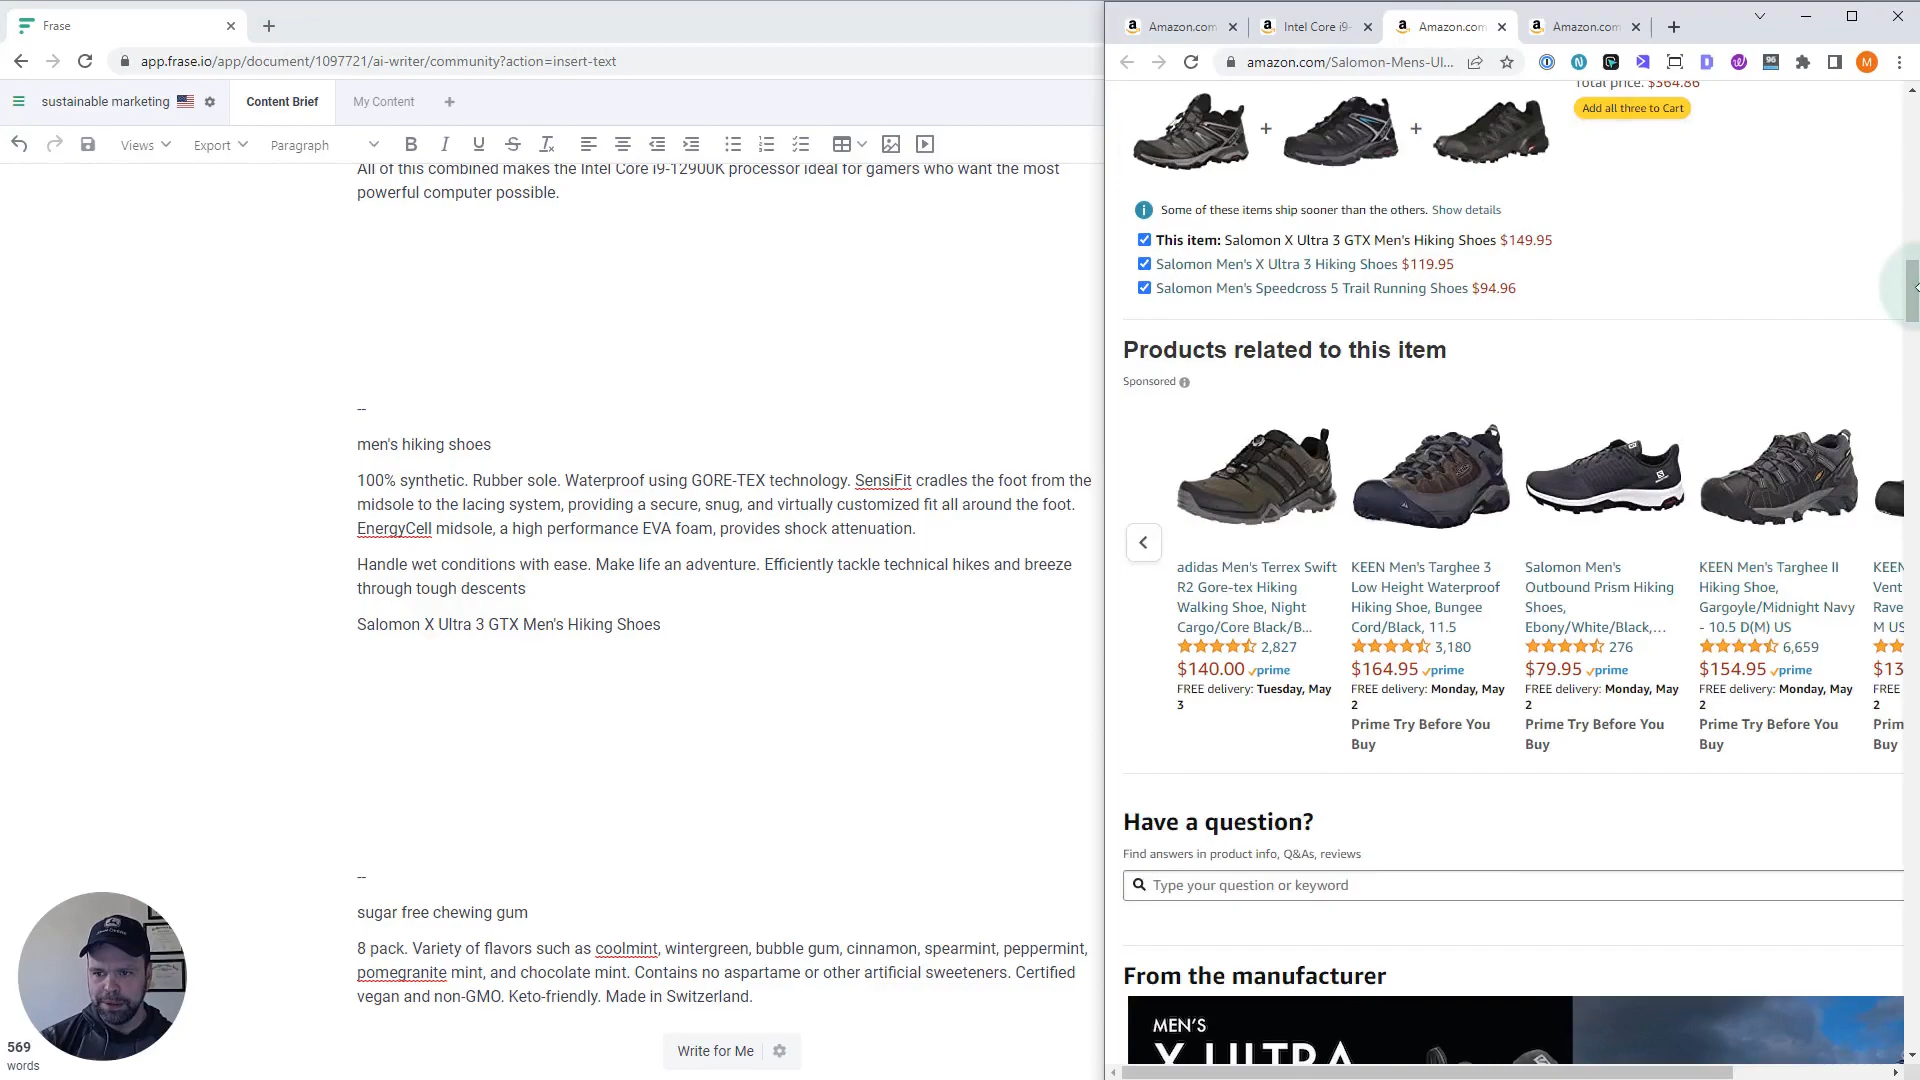 Frase
app.frase.io/app/document/1097721/ai-writer/community?action=insert-text
sustainable marketing
Content Brief
My Content
Views
Export
Paragraph
All of this combined makes the Intel Core i9-12900K processor ideal for gamers who want the most
powerful computer possible.
--
men's hiking shoes
100% synthetic. Rubber sole. Waterproof using GORE-TEX technology. SensiFit cradles the foot from the
midsole to the lacing system, providing a secure, snug, and virtually customized fit all around the foot.
EnergyCell midsole, a high performance EVA foam, provides shock attenuation.
Handle wet conditions with ease. Make life an adventure. Efficiently tackle technical hikes and breeze
through tough descents
Salomon X Ultra 3 GTX Men's Hiking Shoes
--
sugar free chewing gum
8 pack. Variety of flavors such as coolmint, wintergreen, bubble gum, cinnamon, spearmint, peppermint,
pomegranite mint, and chocolate mint. Contains no aspartame or other artificial sweeteners. Certified
vegan and non-GMO. Keto-friendly. Made in Switzerland.
569
words
Write for Me
Amazon.com
Intel Core i9-
Amazon.com
Amazon.com
amazon.com/Salomon-Mens-Ul...
96
M
Total price: $364.86
Add all three to Cart
+
+
Some of these items ship sooner than the others. Show details
This item: Salomon X Ultra 3 GTX Men's Hiking Shoes $149.95
Salomon Men's X Ultra 3 Hiking Shoes $119.95
Salomon Men's Speedcross 5 Trail Running Shoes $94.96
Products related to this item
Sponsored
adidas Men's Terrex Swift
R2 Gore-tex Hiking
Walking Shoe, Night
Cargo/Core Black/B...
2,827
$140.00 prime
FREE delivery: Tuesday, May
3
KEEN Men's Targhee 3
Low Height Waterproof
Hiking Shoe, Bungee
Cord/Black, 11.5
3,180
$164.95 prime
FREE delivery: Monday, May
2
Prime Try Before You
Buy
Salomon Men's
Outbound Prism Hiking
Shoes,
Ebony/White/Black,...
276
$79.95 prime
FREE delivery: Monday, May
2
Prime Try Before You
Buy
KEEN Men's Targhee II
Hiking Shoe,
Gargoyle/Midnight Navy
- 10.5 D(M) US
6,659
$154.95 prime
FREE delivery: Monday, May
2
Prime Try Before You
Buy
KEEN
Vent
Rave
M US
$13
FREE
2
Prim
Buy
Have a question?
Find answers in product info, Q&As, reviews
Type your question or keyword
From the manufacturer
MEN'S
X ULTRA